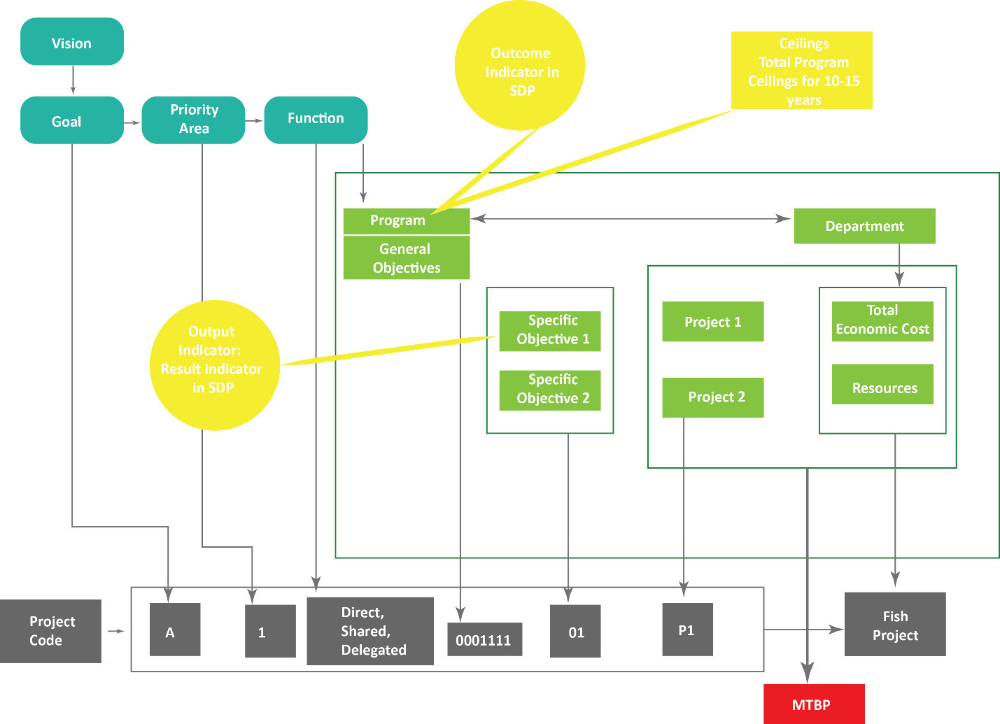 Vision
Goal
Priority
Area
Function
Outcome
Indicator in
SDP
Ceilings
Total Program
Ceilings for 10-15
years
Program
General
Objectives
Department
Specific
Objective 1
Specific
Objective 2
Project 1
Project 2
Total
Economic Cost
Resources
Output
Indicator:
Result indicator
in SDP
Project
Code
A
1
Direct,
Shared,
Delegated
0001111
01
P1
Fish
Project
MTBP